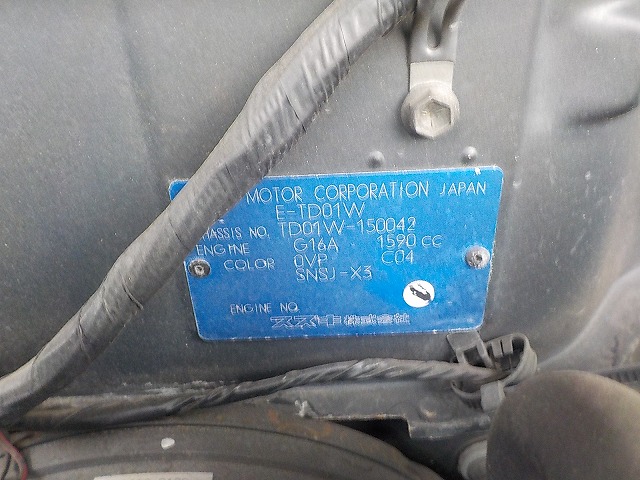 MOTOR CORPORATION JAPAN
E-TD01W
CHASSIS NO. TD01W-150042
ENGINE G16A 1590 CC
COLOR 0VP C04
SNSJ-X3
ENGINE NO.
スズキ株式会社